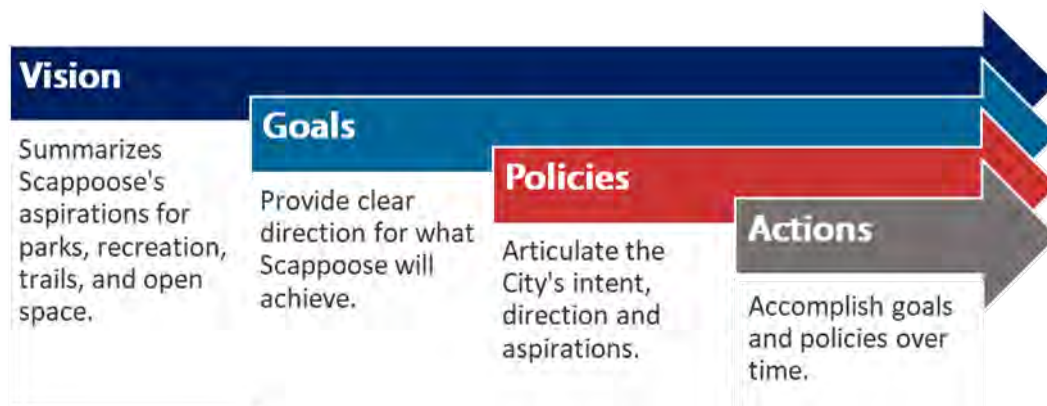 Vision
Summarizes
Scappoose's
aspirations for
parks, recreation,
trails, and open
space.
Goals
Provide clear
direction for what
Scappoose will
achieve.
Policies
Articulate the
City's intent,
direction and
aspirations.
Actions
Accomplish goals
and policies over
time.